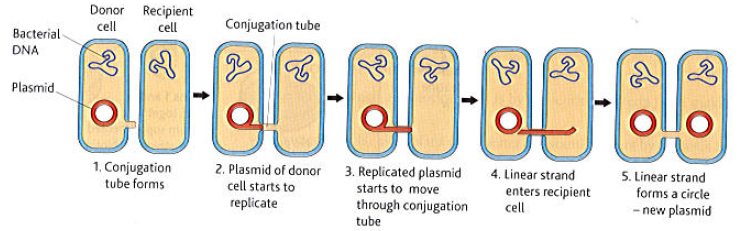 Donor
cell
Recipient
cell
Conjugation tube
Bacterial
DNA
Plasmid
1. Conjugation
tube forms
2. Plasmid of donor
cell starts to
replicate
3. Replicated plasmid
starts to move
through conjugation
tube
4. Linear strand
enters recipient
cell
5. Linear strand
forms a circle
– new plasmid